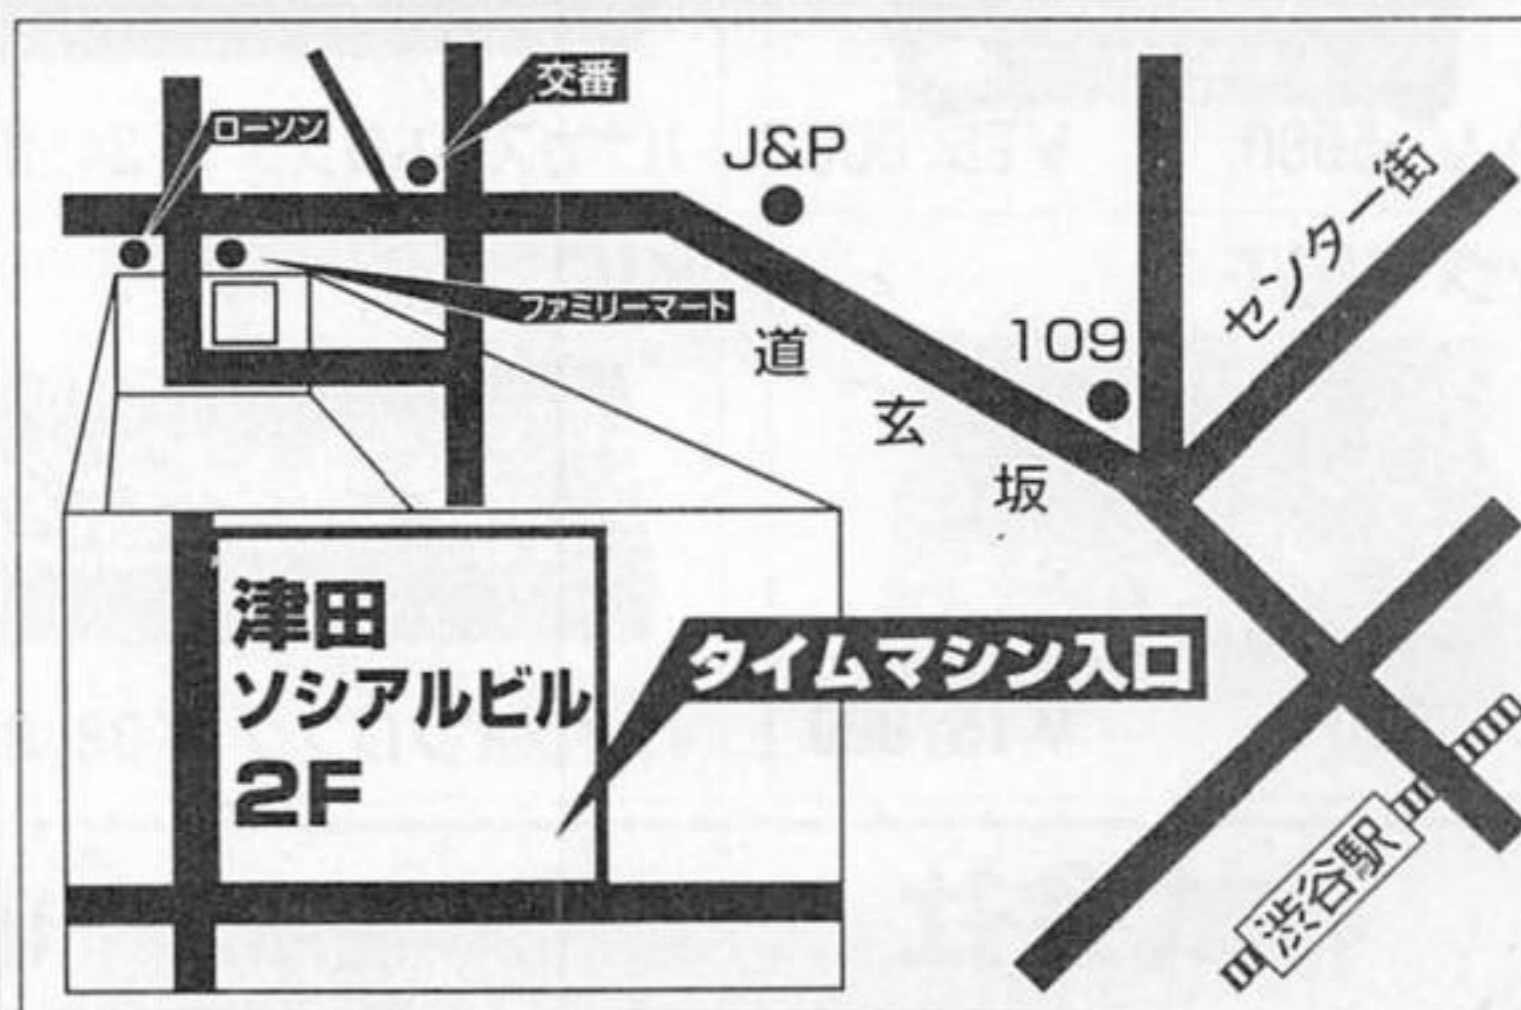 交番
ローソン
J&P
センター街
ファミリーマート
109
道玄坂
津田
ソシアルビル
2F
タイムマシン入口
渋谷駅